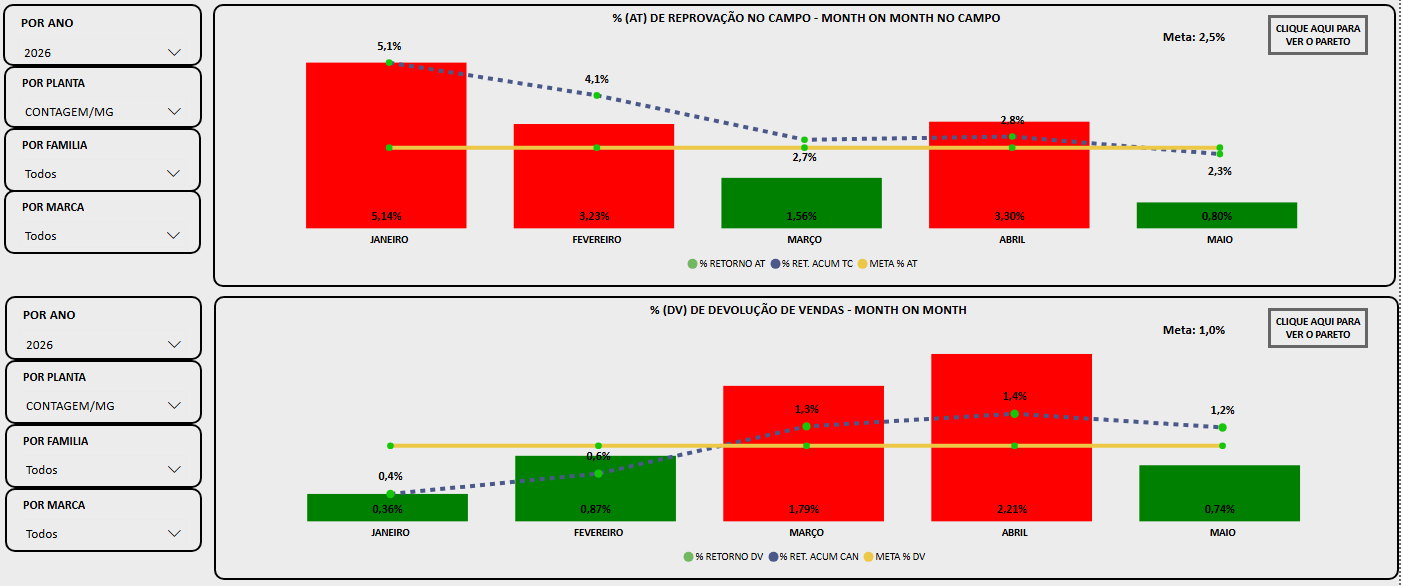 POR ANO
2026
POR PLANTA
CONTAGEM/MG
POR FAMILIA
Todos
POR MARCA
Todos
% (AT) DE REPROVAÇÃO NO CAMPO - MONTH ON MONTH NO CAMPO
Meta: 2,5%
CLIQUE AQUI PARA
VER O PARETO
5,1%
4,1%
2,7%
2,8%
2,3%
5,14%
3,23%
1,56%
3,30%
0,80%
JANEIRO
FEVEREIRO
MARÇO
ABRIL
MAIO
% RETORNO AT
% RET. ACUM TC
META % AT
POR ANO
2026
POR PLANTA
CONTAGEM/MG
POR FAMILIA
Todos
POR MARCA
Todos
% (DV) DE DEVOLUÇÃO DE VENDAS - MONTH ON MONTH
Meta: 1,0%
CLIQUE AQUI PARA
VER O PARETO
0,4%
0,6%
1,3%
1,4%
1,2%
0,36%
0,87%
1,79%
2,21%
0,74%
JANEIRO
FEVEREIRO
MARÇO
ABRIL
MAIO
% RETORNO DV
% RET. ACUM CAN
META % DV